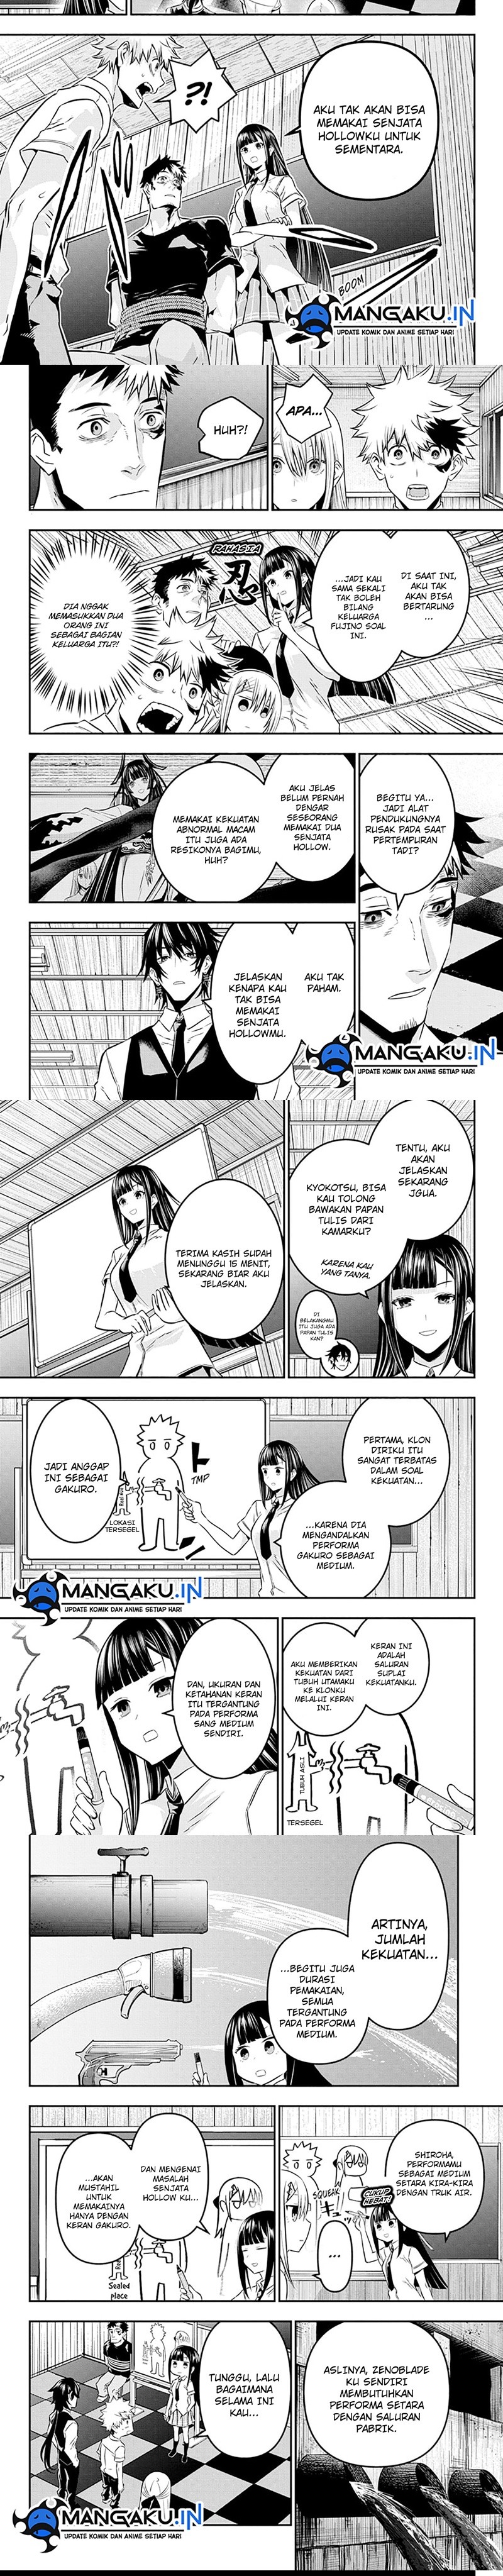 ?!
AKU TAK AKAN BISA
MEMAKAI SENJATA
HOLLOWKU UNTUK
SEMENTARA.
BOOM
MANGAKU.IN
UPDATE KOMIK DAN ANIME SETIAP HARI
APA...
HUH?!
DI SAAT INI,
AKU TAK
AKAN BISA
BERTARUNG
...
...JADI KAU
SAMA SEKALI
TAK BOLEH
BILANG
KELUARGA
FUJINO SOAL
INI.
RAHASIA
忍
DIA NGGAK
MEMASUKKAN DUA
ORANG INI
SEBAGAI BAGIAN
KELUARGA ITU?!
BEGITU YA...
JADI ALAT
PENDUKUNGNYA
RUSAK PADA SAAT
PERTEMPURAN
TADI?
AKU JELAS
BELUM PERNAH
DENGAR
SESEORANG
MEMAKAI DUA
SENJATA
HOLLOW.
MEMAKAI KEKUATAN
ABNORMAL MACAM
ITU JUGA ADA
RESIKONYA BAGIMU,
HUH?
AKU TAK
PAHAM.
JELASKAN
KENAPA KAU
TAK BISA
MEMAKAI
SENJATA
HOLLOWMU.
MANGAKU.IN
UPDATE KOMIK DAN ANIME SETIAP HARI
TENTU, AKU
AKAN
JELASKAN
SEKARANG
JGUA.
KYOKOTSU, BISA
KAU TOLONG
BAWAKAN PAPAN
TULIS DARI
KAMARKU?
KARENA KAU
YANG TANYA.
DI
BELAKANGMU
ITU JUGA ADA
PAPAN TULIS
KAN?
TERIMA KASIH SUDAH
MENUNGGU 15 MENIT,
SEKARANG BIAR AKU
JELASKAN.
PERTAMA, KLON
DIRIKU ITU
SANGAT TERBATAS
DALAM SOAL
KEKUATAN...
...KARENA DIA
MENGANDALKAN
PERFORMA
GAKURO SEBAGAI
MEDIUM.
ト
TMP
JADI ANGGAP
INI SEBAGAI
GAKURO.
LOKASI
TERSEGEL
MANGAKU.IN
UPDATE KOMIK DAN ANIME SETIAP HARI
KERAN INI
ADALAH
SALURAN
SUPLAI
KEKUATANKU.
AKU MEMBERIKAN
KEKUATAN DARI
TUBUH UTAMAKU
KE KLONKU
MELALUI KERAN
INI.
TUBUH ASLI
TERSEGEL
DAN, UKURAN DAN
KETAHANAN KERAN
ITU TERGANTUNG
PADA PERFORMA
SANG MEDIUM
SENDIRI.
ARTINYA,
JUMLAH
KEKUATAN...
...BEGITU JUGA
DURASI
PEMAKAIAN,
SEMUA
TERGANTUNG
PADA PERFORMA
MEDIUM.
SHIROHA,
PERFORMAMU
SEBAGAI MEDIUM
SETARA KIRA-KIRA
DENGAN TRUK AIR.
CUKUP
HEBAT!
SQUEAK
...
DAN MENGENAI
MASALAH
SENJATA
HOLLOW KU...
...AKAN
MUSTAHIL
UNTUK
MEMAKAINYA
HANYA DENGAN
KERAN GAKURO.
Sealed
place
ASLINYA, ZENOBLADE
KU SENDIRI
MEMBUTUHKAN
PERFORMA SETARA
DENGAN SALURAN
PABRIK.
TUNGGU, LALU
BAGAIMANA
SELAMA INI
KAU...
MANGAKU.IN
UPDATE KOMIK DAN ANIME SETIAP HARI